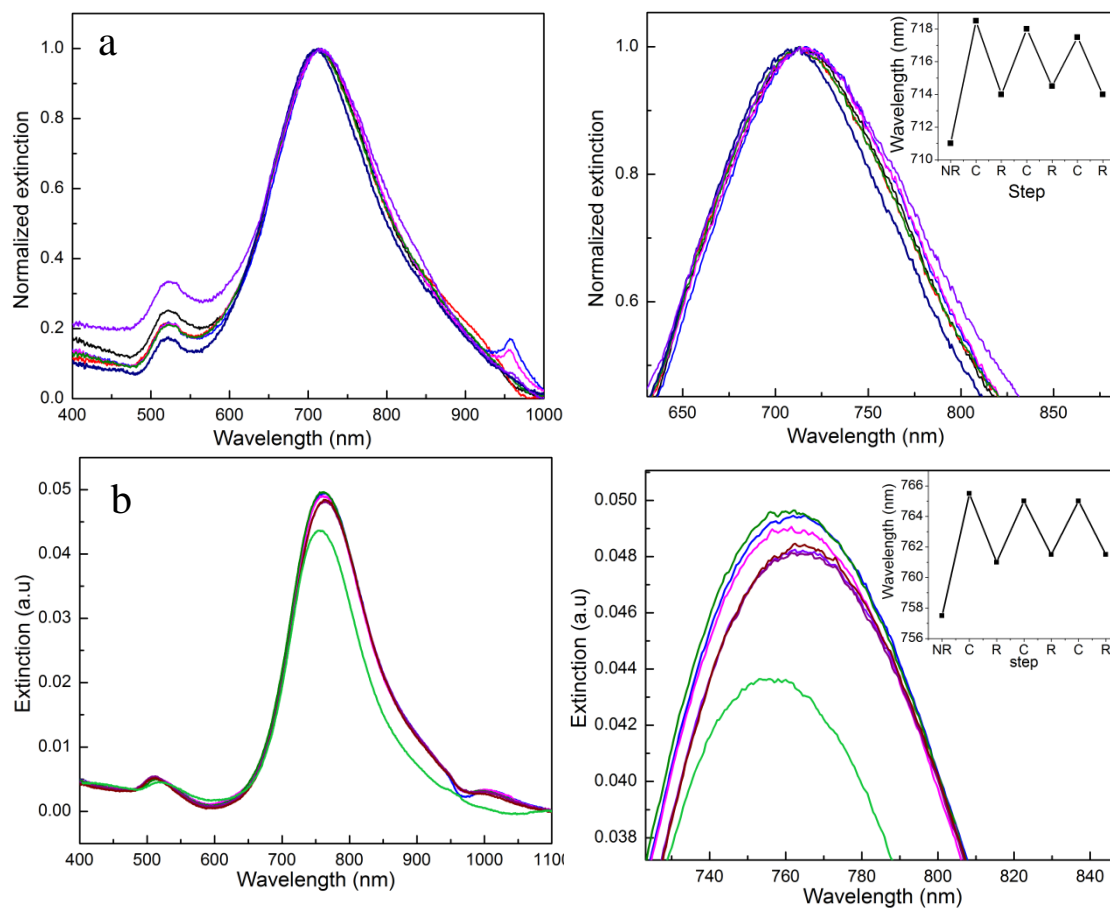 a
Normalized extinction
1.0
0.8
0.6
0.4
0.2
0.0
400 500 600 700 800 900 1000
Wavelength (nm)
Normalized extinction
1.0
0.9
0.8
0.7
0.6
650 700 750 800 850
Wavelength (nm)
Wavelength (nm)
718
716
714
712
710
NR C R C R C R
Step
b
Extinction (a.u)
0.05
0.04
0.03
0.02
0.01
0.00
400 500 600 700 800 900 1000 1100
Wavelength (nm)
Extinction (a.u)
0.050
0.048
0.046
0.044
0.042
0.040
0.038
740 760 780 800 820 840
Wavelength (nm)
Wavelength (nm)
766
764
762
760
758
756
NR C R C R C R
step